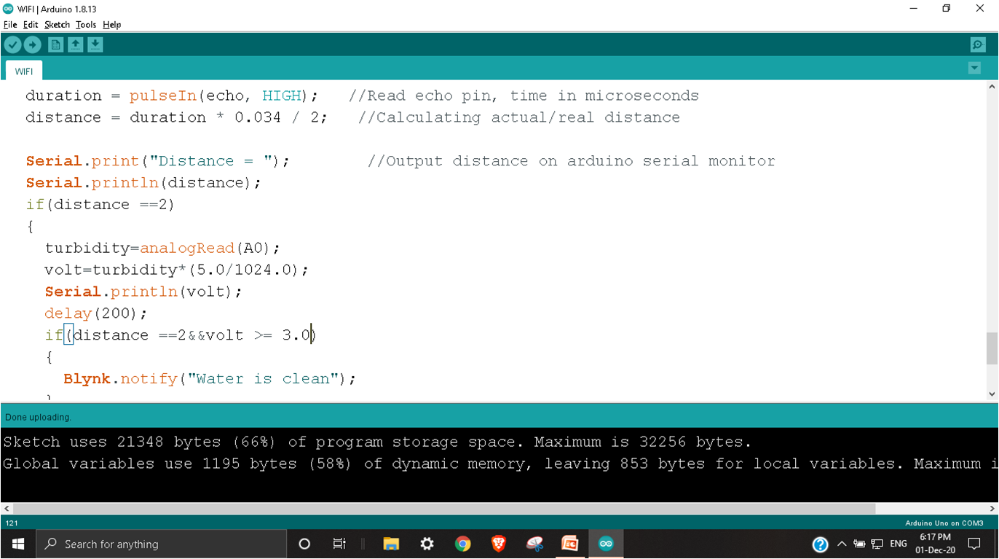 WIFI | Arduino 1.8.13
File Edit Sketch Tools Help
WIFI
duration = pulseIn(echo, HIGH);   //Read echo pin, time in microseconds
distance = duration * 0.034 / 2;   //Calculating actual/real distance
Serial.print("Distance = ");        //Output distance on arduino serial monitor
Serial.println(distance);
if(distance ==2)
{
turbidity=analogRead(A0);
volt=turbidity*(5.0/1024.0);
Serial.println(volt);
delay(200);
if(distance ==2&&volt >= 3.0)
{
Blynk.notify("Water is clean");
Done uploading.
Sketch uses 21348 bytes (66%) of program storage space. Maximum is 32256 bytes.
Global variables use 1195 bytes (58%) of dynamic memory, leaving 853 bytes for local variables. Maximum i
121
Arduino Uno on COM3
Search for anything
ENG
6:17 PM
01-Dec-20